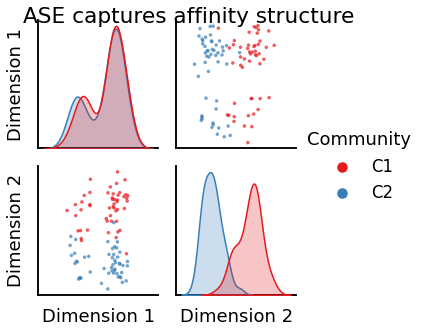 ASE captures affinity structure
Dimension 1
Community
C1
C2
Dimension 2
Dimension 1
Dimension 2